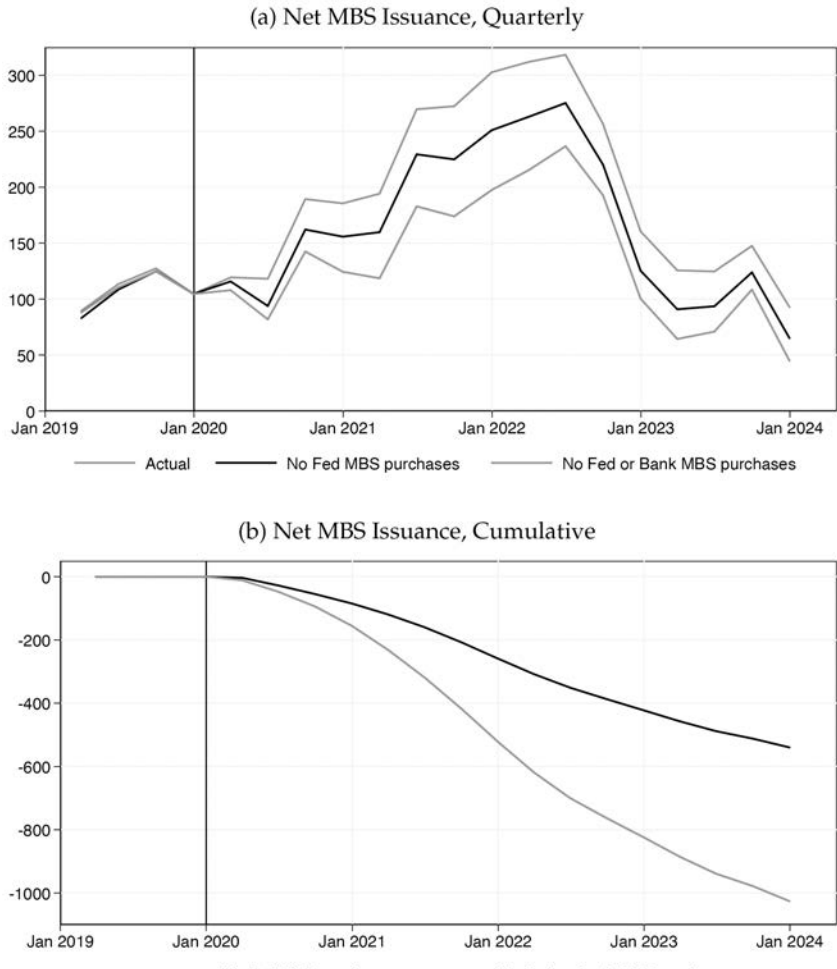 (a) Net MBS Issuance, Quarterly
300
250
200
150
100
50
0
Jan 2019 Jan 2020 Jan 2021 Jan 2022 Jan 2023 Jan 2024
Actual No Fed MBS purchases No Fed or Bank MBS purchases
(b) Net MBS Issuance, Cumulative
0
-200
-400
-600
-800
-1000
Jan 2019 Jan 2020 Jan 2021 Jan 2022 Jan 2023 Jan 2024